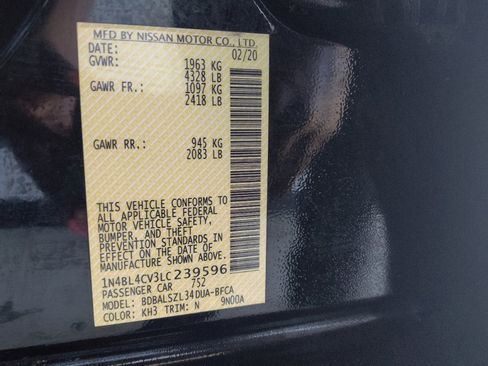 MFD BY NISSAN MOTOR CO., LTD.
DATE: 02/20
GVWR: 1963 KG
4328 LB
GAWR FR.: 1097 KG
2418 LB
GAWR RR.: 945 KG
2083 LB
THIS VEHICLE CONFORMS TO
ALL APPLICABLE FEDERAL
MOTOR VEHICLE SAFETY,
BUMPER, AND THEFT
PREVENTION STANDARDS IN
EFFECT ON THE DATE OF
MANUFACTURE SHOWN ABOVE.
1N4BL4CV3LC239596
PASSENGER CAR 752
MODEL: BDBALSZL34DUA-BFCA
COLOR: KH3 TRIM: N 9N00A